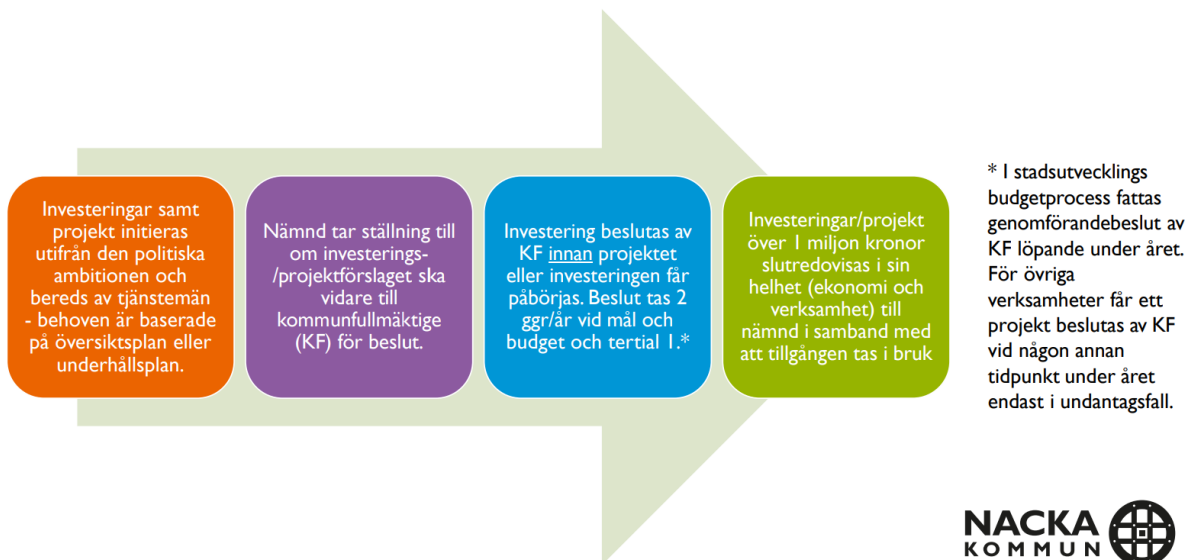 Investeringar samt
projekt initieras
utifrån den politiska
ambitionen och
bereds av tjänstemän
- behoven är baserade
på översiktsplan eller
underhållsplan.
Nämnd tar ställning till
om investerings-
/projektförslaget ska
vidare till
kommunfullmäktige
(KF) för beslut.
Investering beslutas av
KF innan projektet
eller investeringen får
påbörjas. Beslut tas 2
ggr/år vid mål och
budget och tertial 1.*
Investeringar/projekt
över 1 miljon kronor
slutredovisas i sin
helhet (ekonomi och
verksamhet) till
nämnd i samband med
att tillgången tas i bruk
* I stadsutvecklings
budgetprocess fattas
genomförandebeslut av
KF löpande under året.
För övriga
verksamheter får ett
projekt beslutas av KF
vid någon annan
tidpunkt under året
endast i undantagsfall.
NACKA
KOMMUN